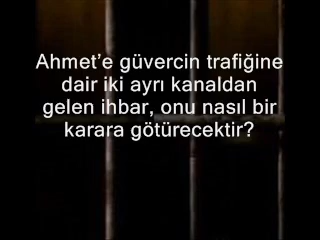 Ahmet’e güvercin trafiğine
dair iki ayrı kanaldan
gelen ihbar, onu nasıl bir
karara götürecektir?